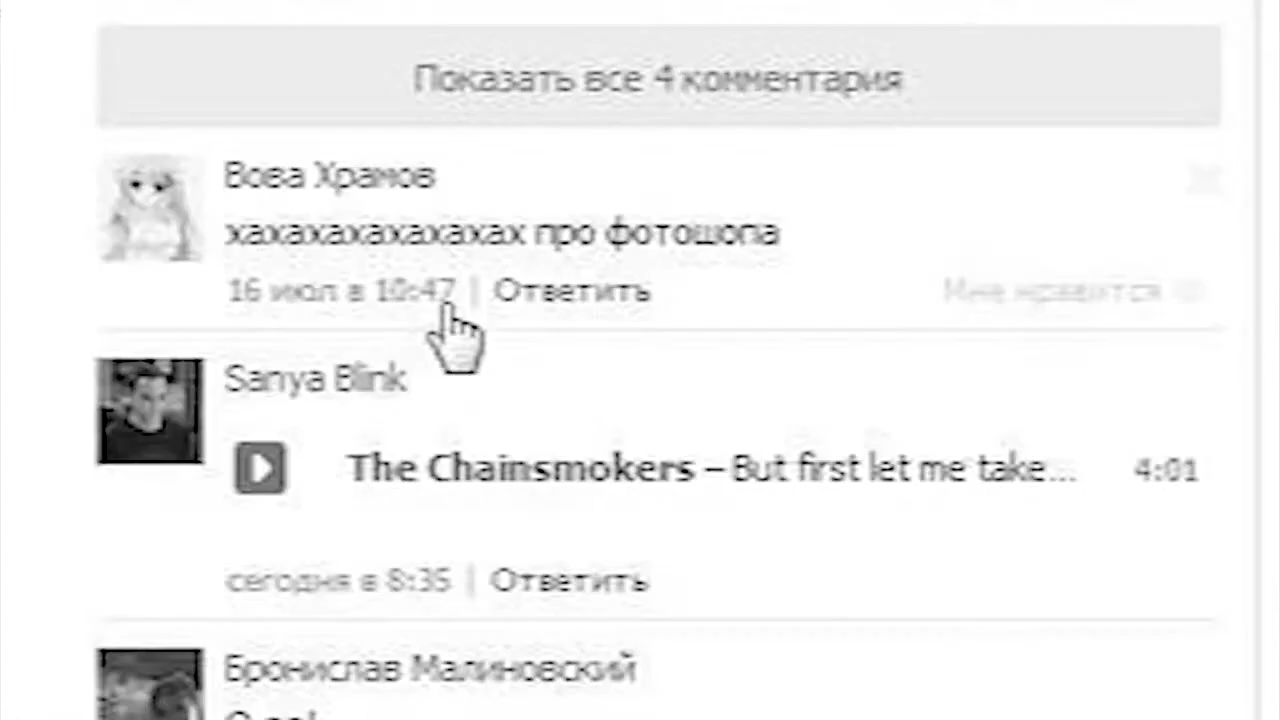 Показать все 4 комментария
Вова Храмов
хахахахахахахах про фотошопа
16 июл в 10:47 | Ответить
Мне нравится
Sanya Blink
The Chainsmokers – But first let me take... 4:01
сегодня в 8:35 | Ответить
Бронислав Малиновский